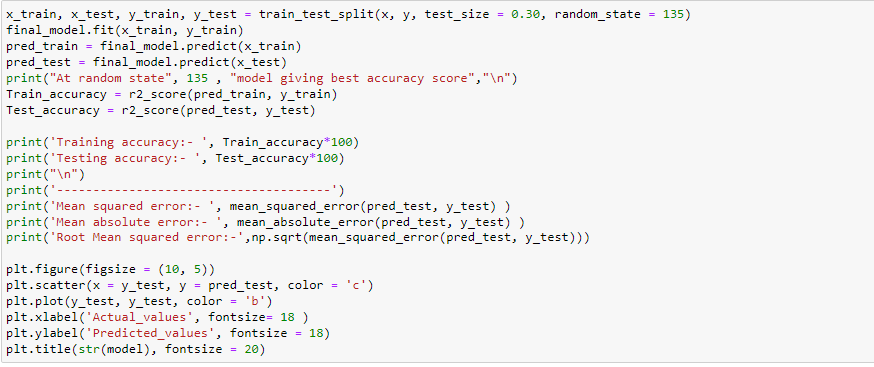 x_train, x_test, y_train, y_test = train_test_split(x, y, test_size = 0.30, random_state = 135)
final_model.fit(x_train, y_train)
pred_train = final_model.predict(x_train)
pred_test = final_model.predict(x_test)
print("At random state", 135 , "model giving best accuracy score","\n")
Train_accuracy = r2_score(pred_train, y_train)
Test_accuracy = r2_score(pred_test, y_test)
print('Training accuracy:- ', Train_accuracy*100)
print('Testing accuracy:- ', Test_accuracy*100)
print("\n")
print('--------------------------------------')
print('Mean squared error:- ', mean_squared_error(pred_test, y_test) )
print('Mean absolute error:- ', mean_absolute_error(pred_test, y_test) )
print('Root Mean squared error:-',np.sqrt(mean_squared_error(pred_test, y_test)))
plt.figure(figsize = (10, 5))
plt.scatter(x = y_test, y = pred_test, color = 'c')
plt.plot(y_test, y_test, color = 'b')
plt.xlabel('Actual_values', fontsize= 18 )
plt.ylabel('Predicted_values', fontsize = 18)
plt.title(str(model), fontsize = 20)